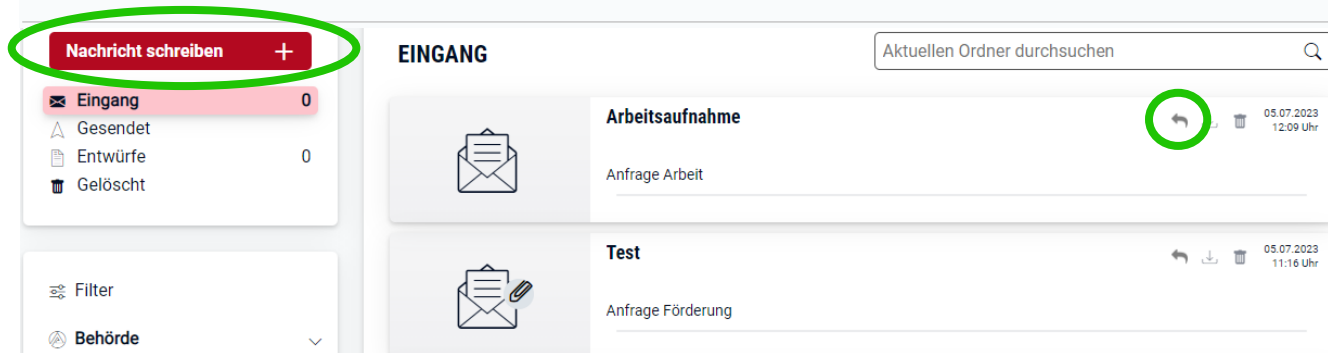 Nachricht schreiben +
Eingang 0
Gesendet
Entwürfe 0
Gelöscht
Filter
Behörde
EINGANG
Aktuellen Ordner durchsuchen
Arbeitsaufnahme
05.07.2023
12:09 Uhr
Anfrage Arbeit
Test
05.07.2023
11:16 Uhr
Anfrage Förderung